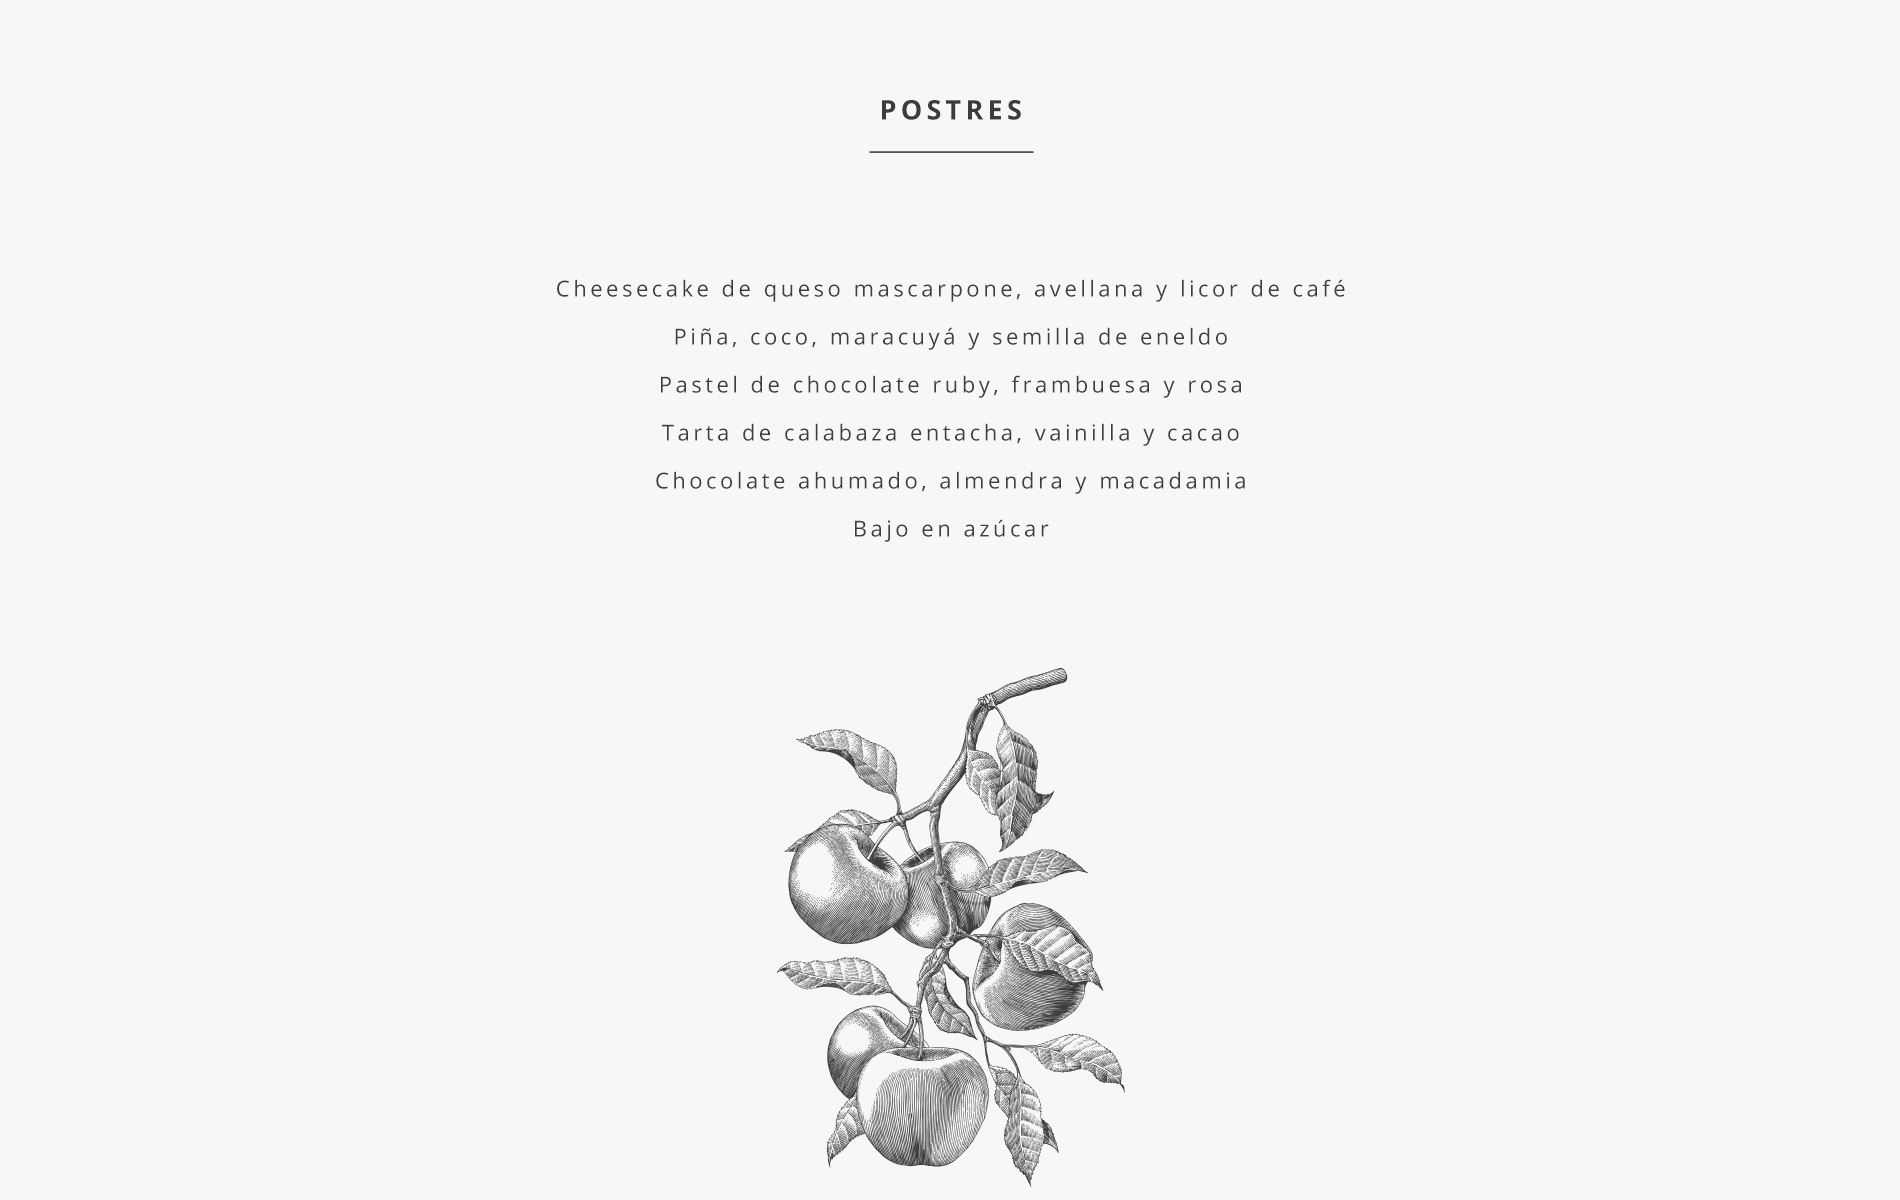 POSTRES
Cheesecake de queso mascarpone, avellana y licor de café
Piña, coco, maracuyá y semilla de eneldo
Pastel de chocolate ruby, frambuesa y rosa
Tarta de calabaza entacha, vainilla y cacao
Chocolate ahumado, almendra y macadamia
Bajo en azúcar